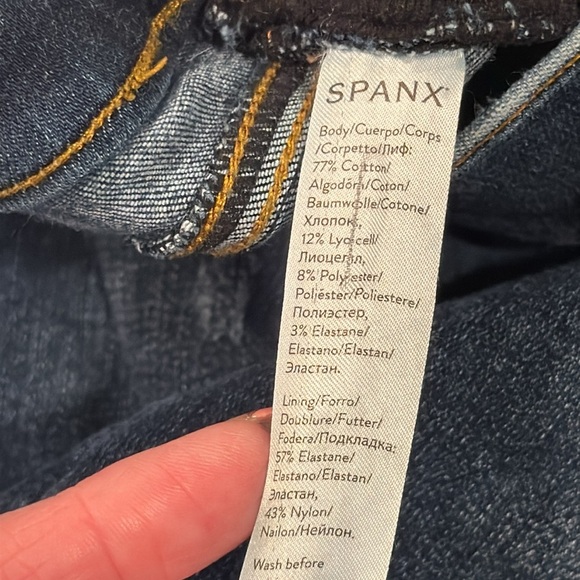 SPANX®
Body/Cuerpo/Corps
/Corpetto/Лиф:
77% Cotton/
Algodón/Coton/
Baumwolle/Cotone/
Хлопок,
12% Lyocell/
Лиоцелл,
8% Polyester/
Poliéster/Poliestere/
Полиэстер,
3% Elastane/
Elastano/Elastan/
Эластан.
Lining/Forro/
Doublure/Futter/
Fodera/Подкладка:
57% Elastane/
Elastano/Elastan/
Эластан,
43% Nylon/
Nailon/Нейлон.
Wash before